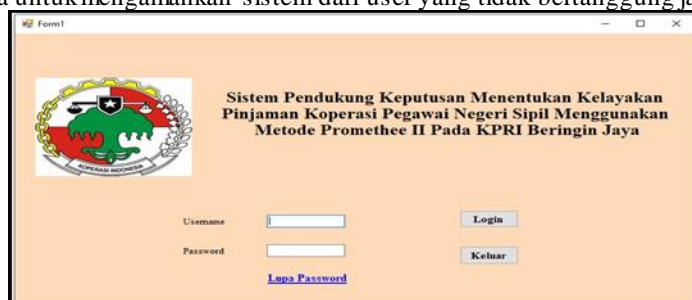 untuk mengamankan sistem dari user yang tidak bertanggung
Form1
Sistem Pendukung Keputusan Menentukan Kelayakan
Pinjaman Koperasi Pegawai Negeri Sipil Menggunakan
Metode Promethee II Pada KPRI Beringin Jaya
KOPERASI INDONESIA
Username
Login
Password
Keluar
Lupa Password